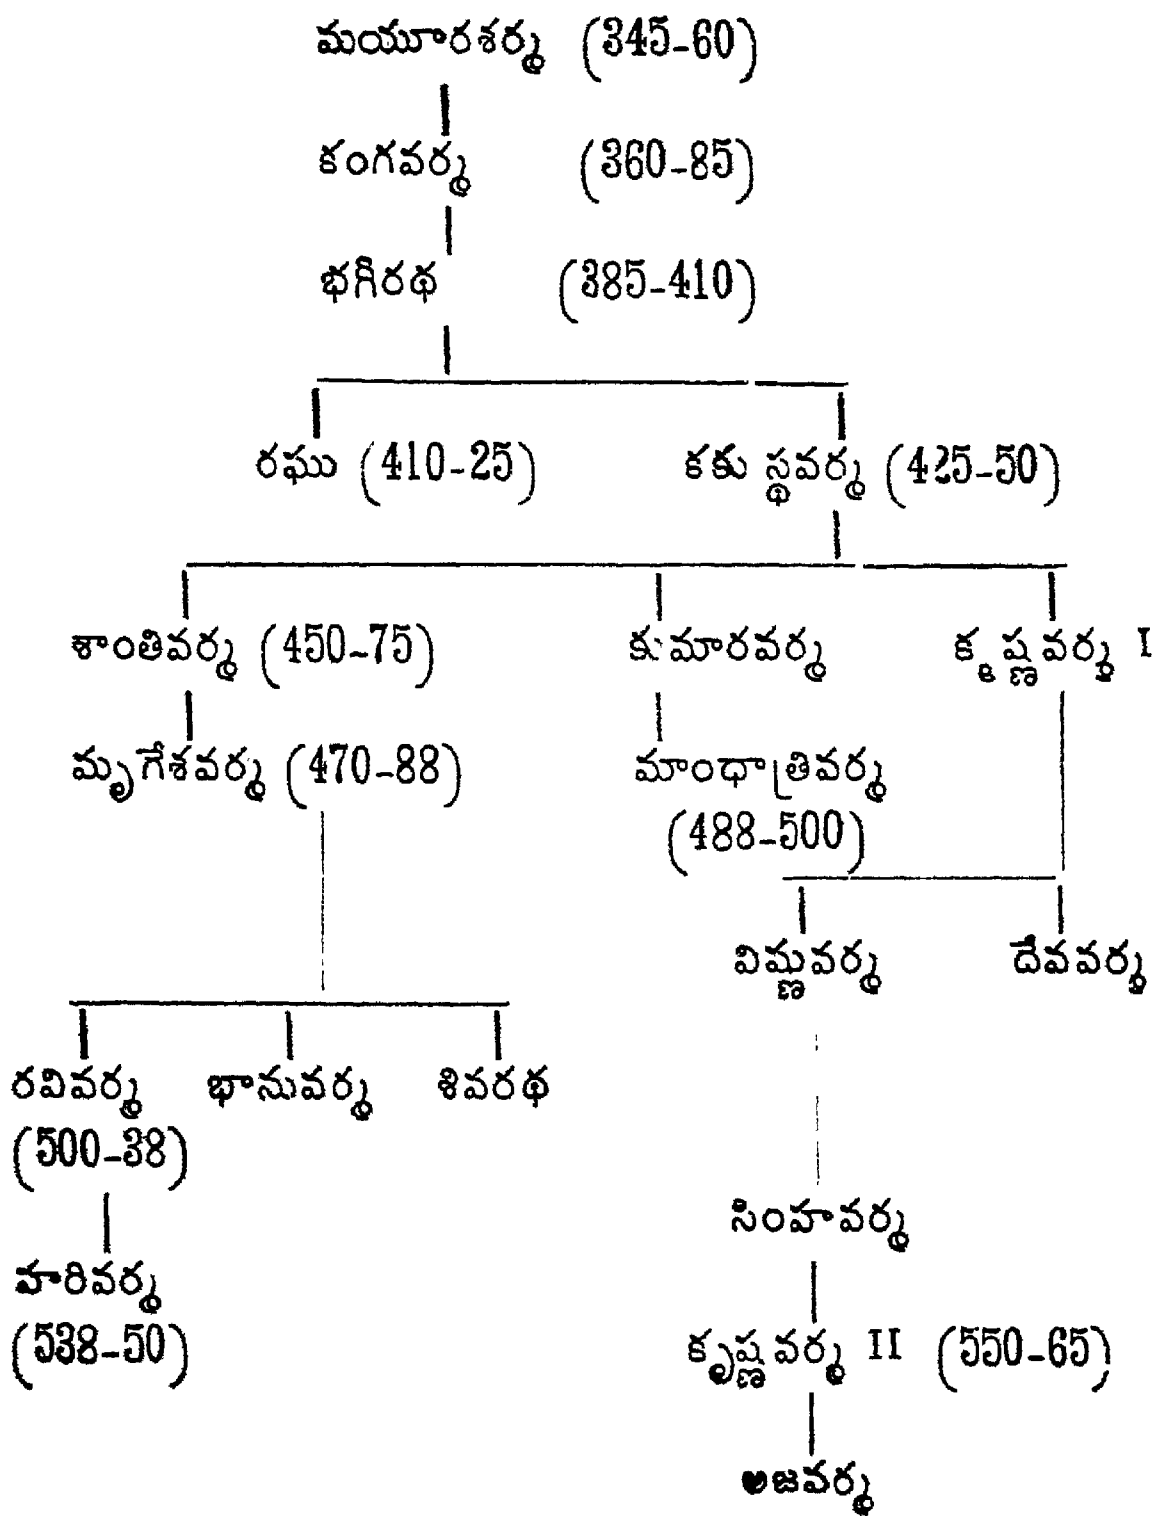 మయూరశర్మ (345-60)
కంగవర్మ (360-85)
భగీరథ (385-410)
రఘు (410-25) కకుస్థవర్మ (425-50)
శాంతివర్మ (450-75) కుమారవర్మ కృష్ణవర్మ I
మృగేశవర్మ (470-88) మాంధాత్రివర్మ
(488-500)
విష్ణువర్మ దేవవర్మ
రవివర్మ భానువర్మ శివరథ
(500-38)
సింహవర్మ
హరివర్మ
(538-50) కృష్ణవర్మ II (550-65)
అజవర్మ